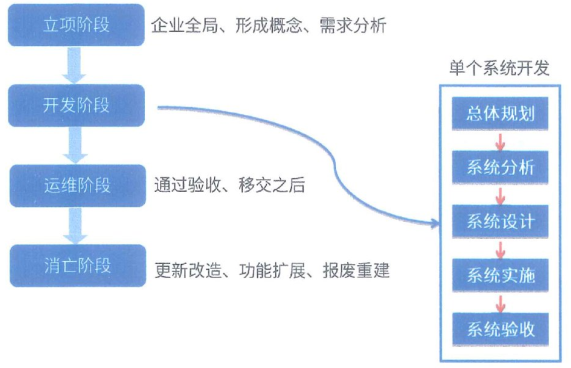 立项阶段
企业全局、形成概念、需求分析
开发阶段
运维阶段
通过验收、移交之后
消亡阶段
更新改造、功能扩展、报废重建
单个系统开发
总体规划
系统分析
系统设计
系统实施
系统验收